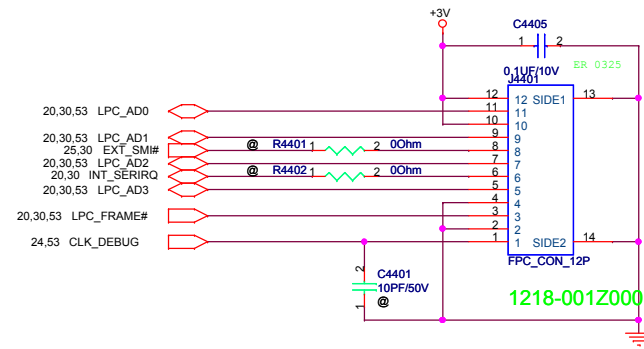 +3V
C4405
1 2
ER 0325
0.1UF/10V
J4401
12 12 SIDE1 13
20,30,53 LPC_AD0 11 11
10 10
20,30,53 LPC_AD1 9 9
25,30 EXT_SMI# @ R4401 1 2 0Ohm 8 8
20,30,53 LPC_AD2 7 7
20,30 INT_SERIRQ @ R4402 1 2 0Ohm 6 6
20,30,53 LPC_AD3 5 5
4 4
20,30,53 LPC_FRAME# 3 3
2 2
24,53 CLK_DEBUG 1 1 SIDE2 14
FPC_CON_12P
2
C4401
10PF/50V
@
1
1218-001Z000